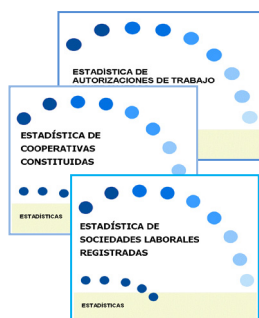 ESTADÍSTICA DE
AUTORIZACIONES DE TRABAJO
ESTADÍSTICA DE
COOPERATIVAS
CONSTITUIDAS
ESTADÍSTICAS
ESTADÍSTICA DE
SOCIEDADES LABORALES
REGISTRADAS
ESTADÍSTICAS